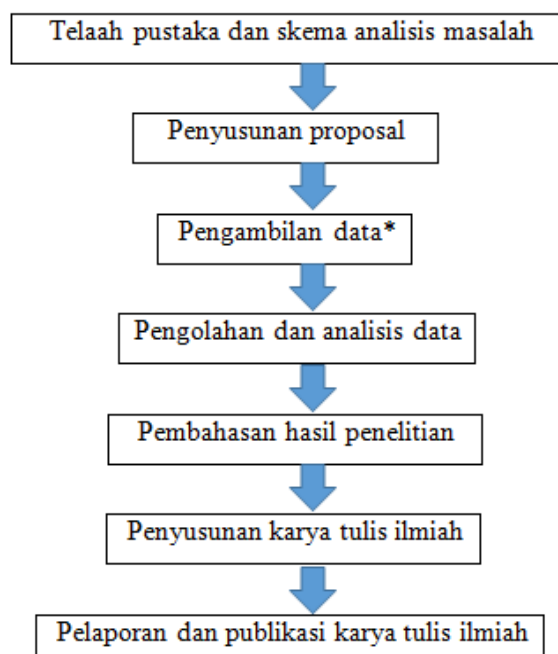 Telaah pustaka dan skema analisis masalah
Penyusunan proposal
Pengambilan data*
Pengolahan dan analisis data
Pembahasan hasil penelitian
Penyusunan karya tulis ilmiah
Pelaporan dan publikasi karya tulis ilmiah